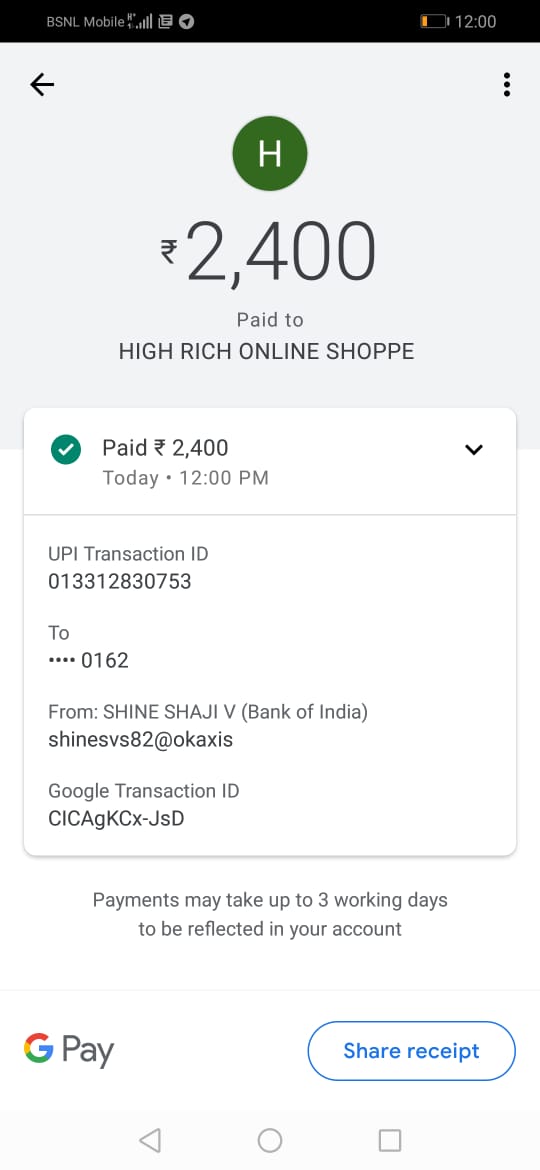 BSNL Mobile 12:00
H
₹2,400
Paid to
HIGH RICH ONLINE SHOPPE
Paid ₹ 2,400
Today • 12:00 PM
UPI Transaction ID
013312830753
To
•••• 0162
From: SHINE SHAJI V (Bank of India)
shinesvs82@okaxis
Google Transaction ID
CICAgKCx-JsD
Payments may take up to 3 working days
to be reflected in your account
G Pay
Share receipt